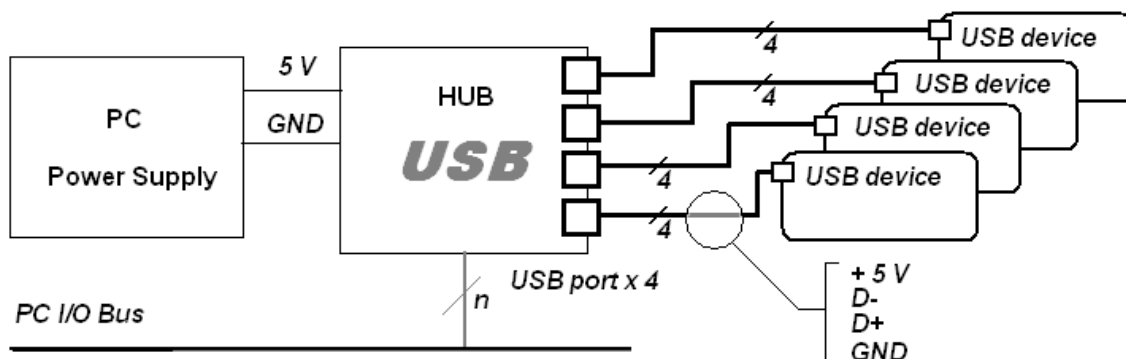 PC
Power Supply
5 V
GND
HUB
USB
4
USB device
4
USB device
4
USB device
4
USB device
USB port x 4
n
PC I/O Bus
+ 5 V
D-
D+
GND